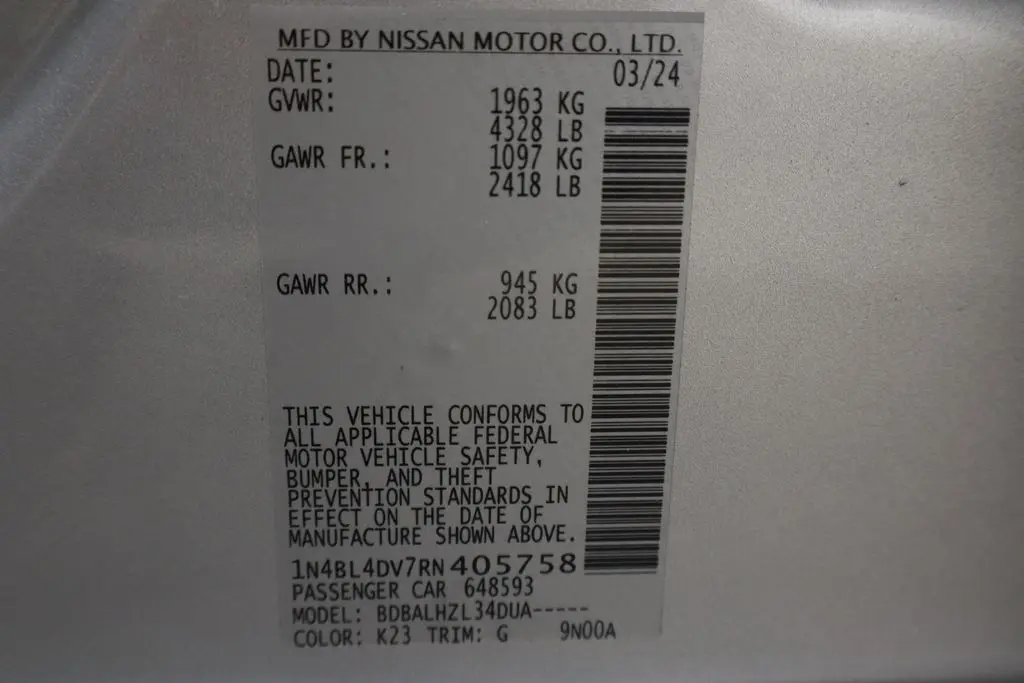 MFD BY NISSAN MOTOR CO., LTD.
DATE: 03/24
GVWR: 1963 KG
4328 LB
GAWR FR.: 1097 KG
2418 LB
GAWR RR.: 945 KG
2083 LB
THIS VEHICLE CONFORMS TO
ALL APPLICABLE FEDERAL
MOTOR VEHICLE SAFETY,
BUMPER, AND THEFT
PREVENTION STANDARDS IN
EFFECT ON THE DATE OF
MANUFACTURE SHOWN ABOVE.
1N4BL4DV7RN405758
PASSENGER CAR 648593
MODEL: BDBALHZL34DUA-----
COLOR: K23 TRIM: G 9N00A